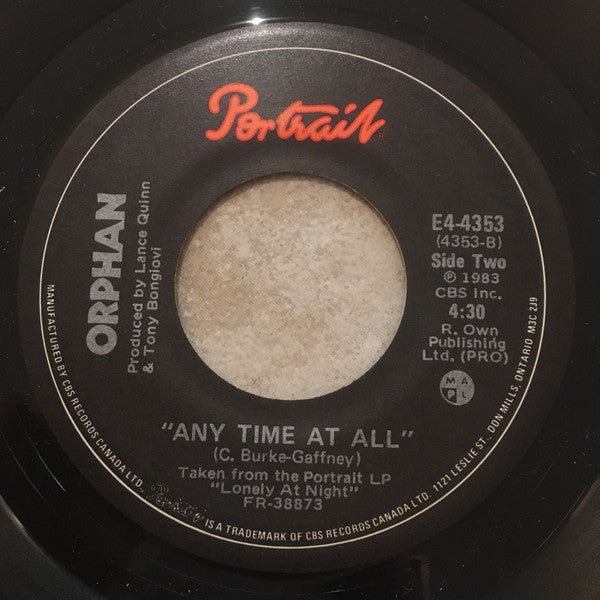 Portrait
ORPHAN
Produced by Lance Quinn
& Tony Bongiovi
E4-4353
(4353-B)
Side Two
℗ 1983
CBS Inc.
4:30
R. Own
Publishing
Ltd. (PRO)
M A
P L
"ANY TIME AT ALL"
(C. Burke-Gaffney)
Taken from the Portrait LP
"Lonely At Night"
FR-38873
MANUFACTURED BY CBS RECORDS CANADA LTD. 1121 LESLIE ST., DON MILLS, ONTARIO M3C 2J9
"Portrait" IS A TRADEMARK OF CBS RECORDS CANADA LTD.